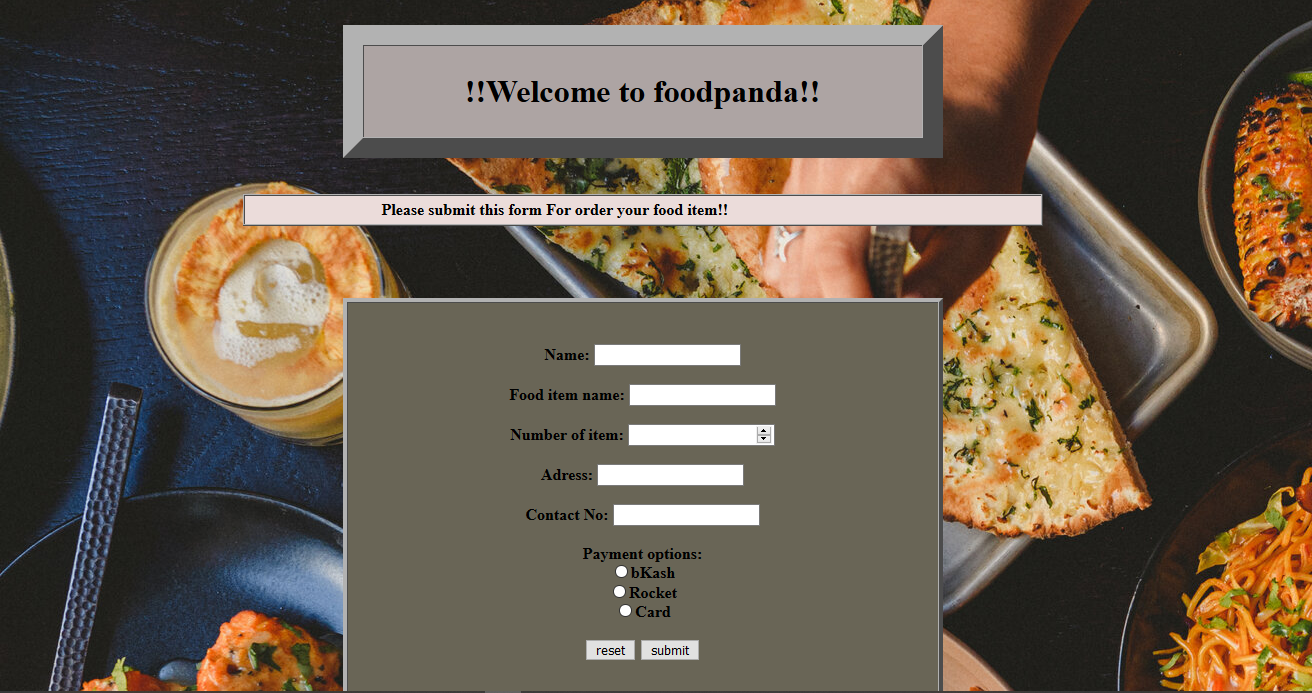 !!Welcome to foodpanda!!
Please submit this form For order your food item!!
Name:
Food item name:
Number of item:
Adress:
Contact No:
Payment options:
bKash
Rocket
Card
reset submit